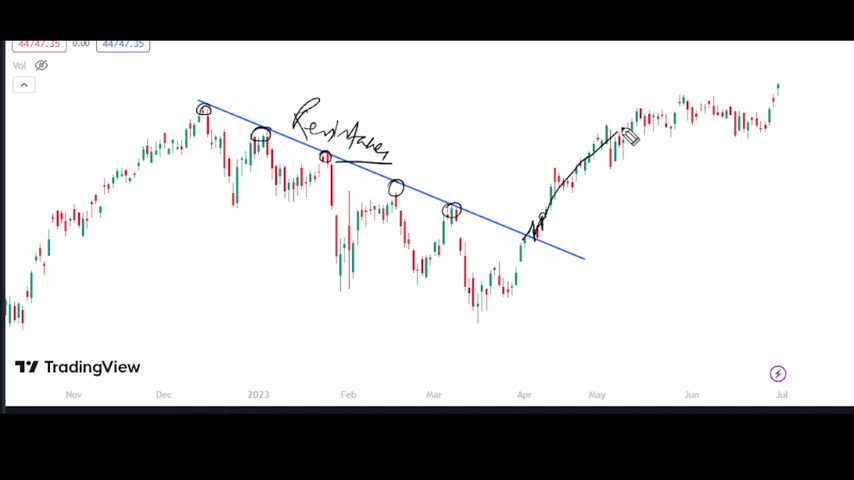 44747.35 0.00 44747.35
Vol
Resistance
TradingView
Nov Dec 2023 Feb Mar Apr May Jun Jul